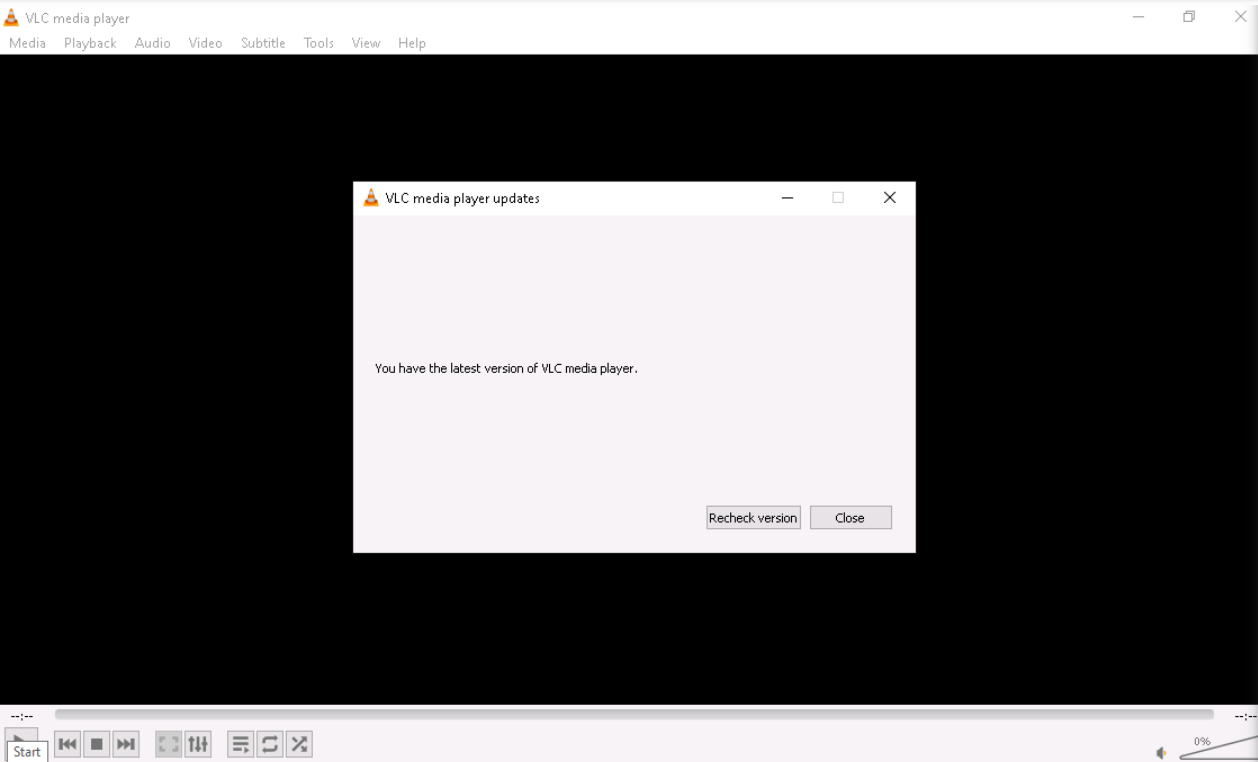 VLC media player
Media Playback Audio Video Subtitle Tools View Help
VLC media player updates
You have the latest version of VLC media player.
Recheck version Close
--:-- --:--
Start
0%